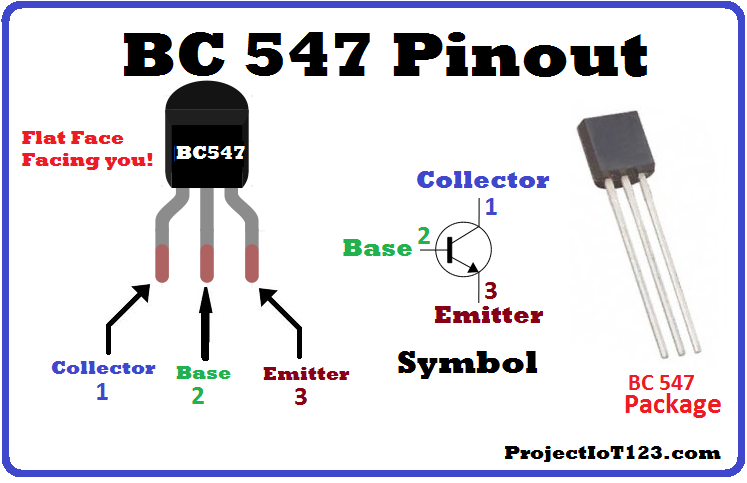 BC 547 Pinout
Flat Face
Facing you!
BC547
Collector
1
Base
2
Emitter
3
Collector
1
2
Base
3
Emitter
Symbol
BC 547
Package
ProjectIoT123.com